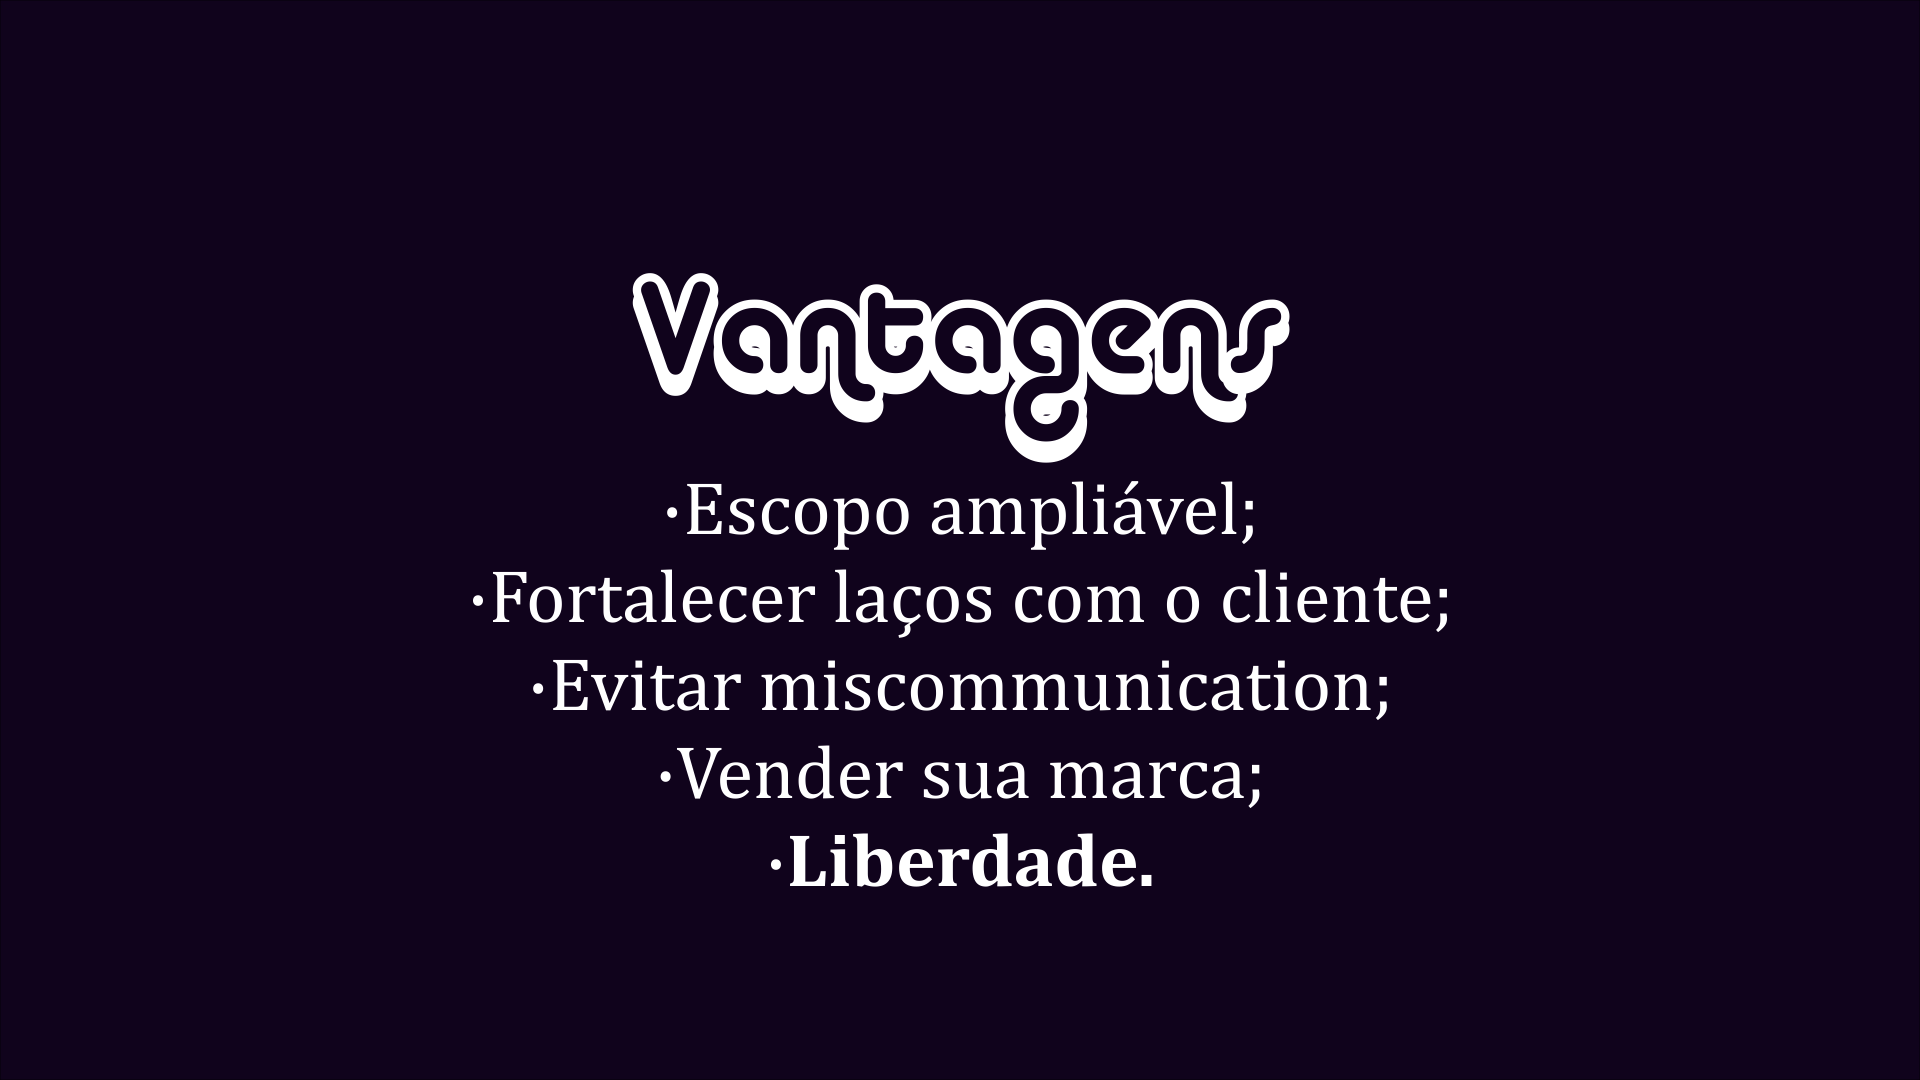 Vantagens
·Escopo ampliável;
·Fortalecer laços com o cliente;
·Evitar miscommunication;
·Vender sua marca;
·Liberdade.